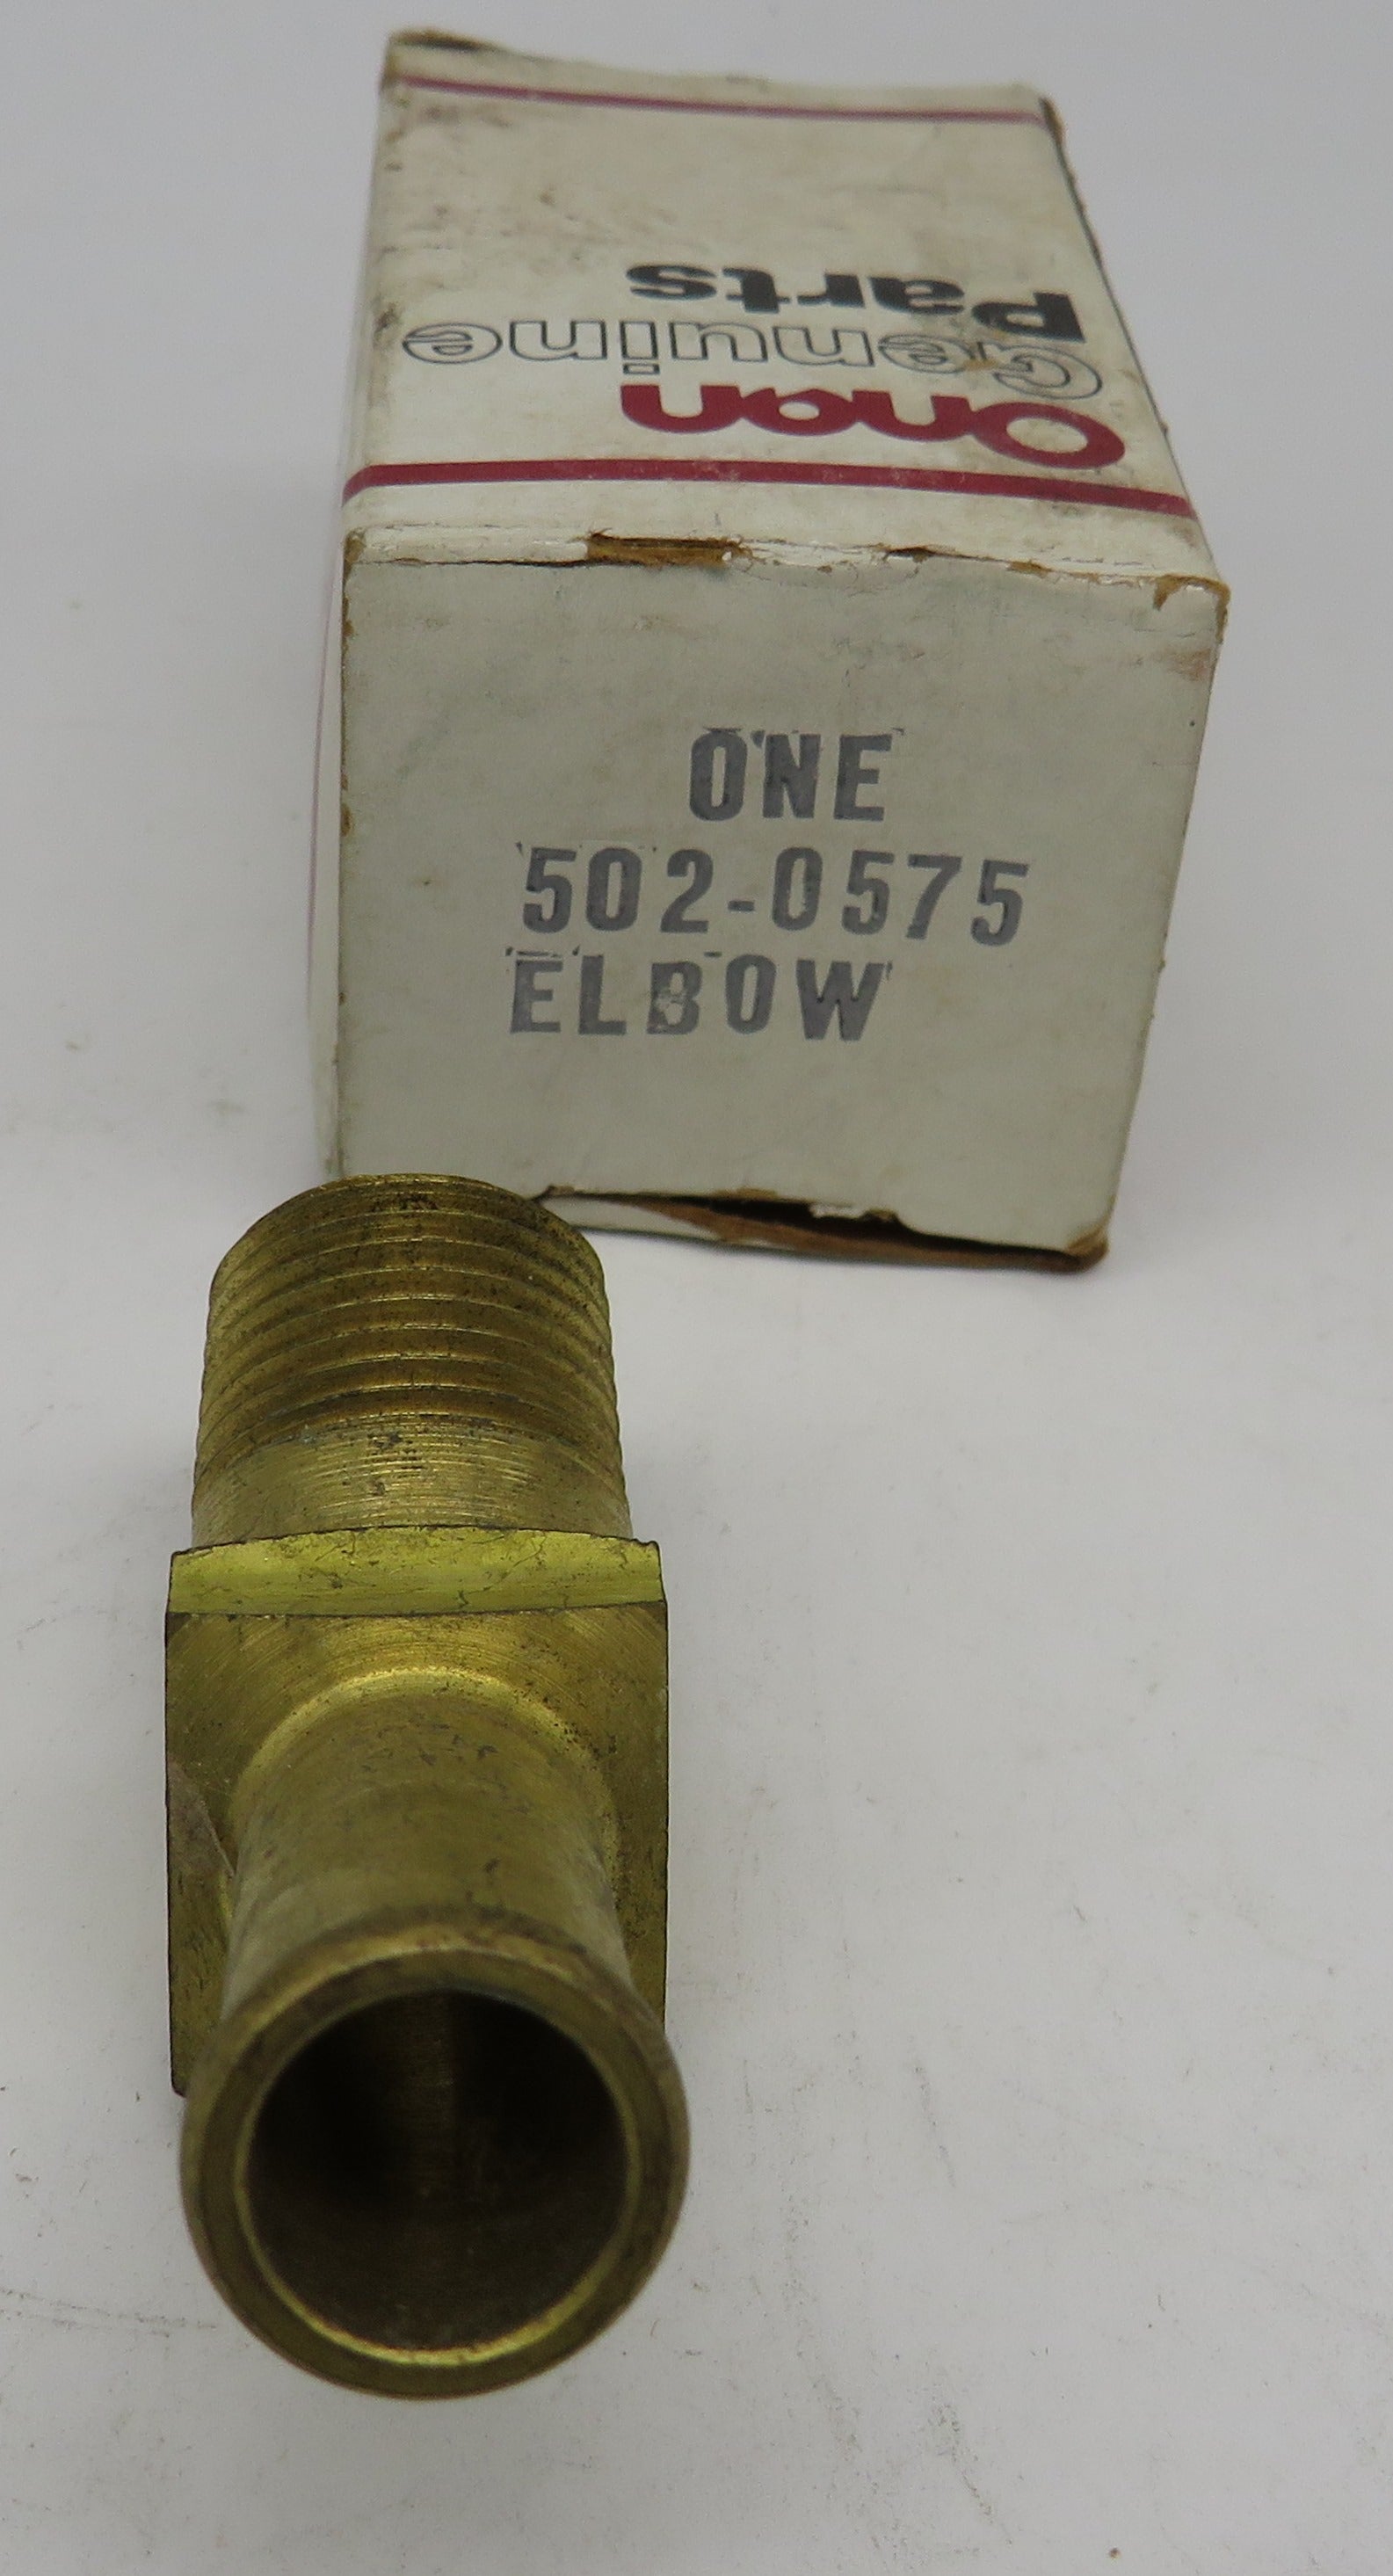 Onan
Genuine
Parts
ONE
502-0575
ELBOW